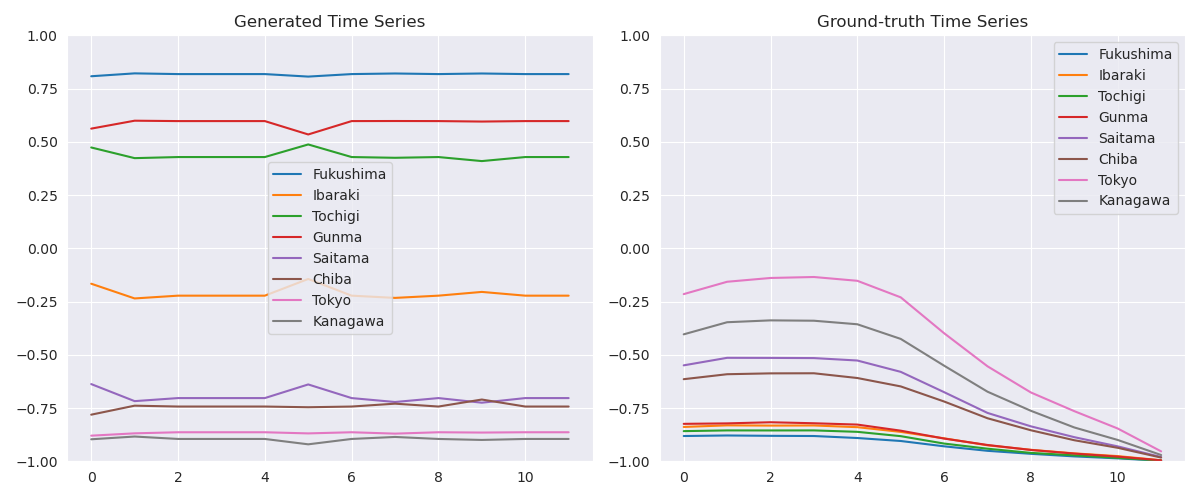 Generated Time Series
1.00
0.75
0.50
0.25
0.00
−0.25
−0.50
−0.75
−1.00
0 2 4 6 8 10
Fukushima
Ibaraki
Tochigi
Gunma
Saitama
Chiba
Tokyo
Kanagawa
Ground-truth Time Series
1.00
0.75
0.50
0.25
0.00
−0.25
−0.50
−0.75
−1.00
0 2 4 6 8 10
Fukushima
Ibaraki
Tochigi
Gunma
Saitama
Chiba
Tokyo
Kanagawa